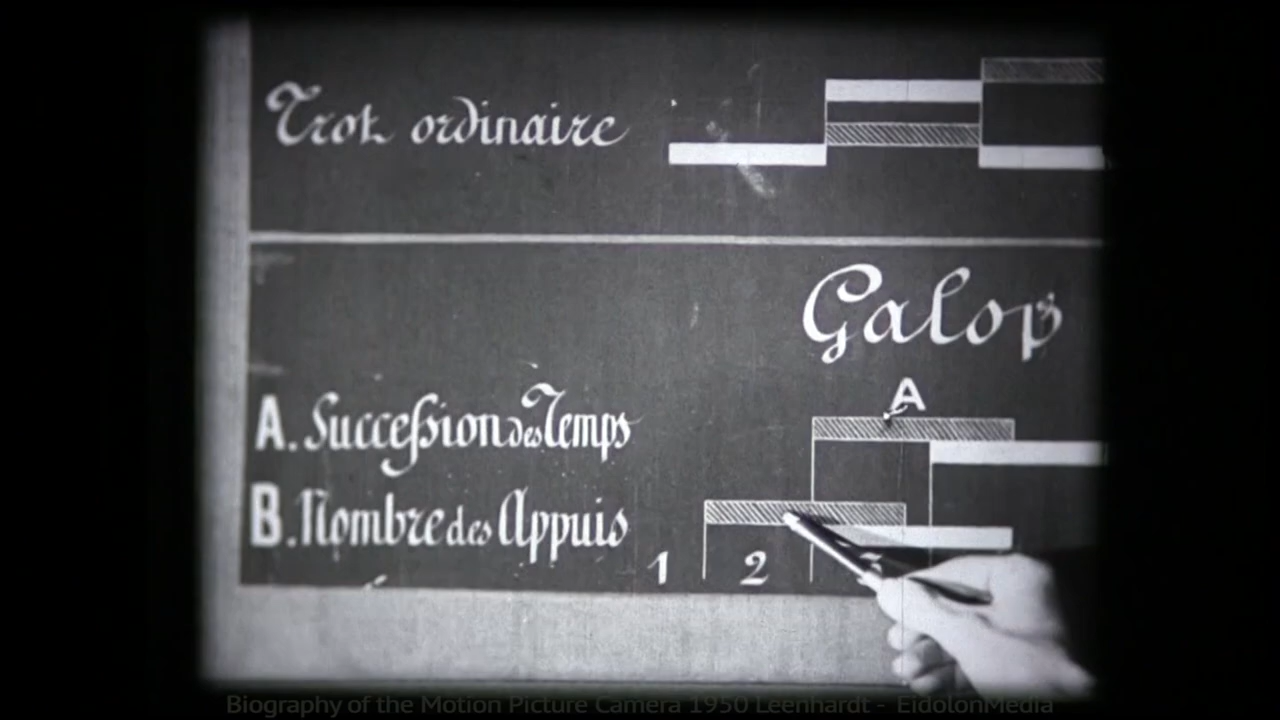 Trot ordinaire
Galop
A
A. Succession des Temps
B. Nombre des Appuis
1 2 3
Biography of the Motion Picture Camera 1950 Leenhardt - EidolonMedia